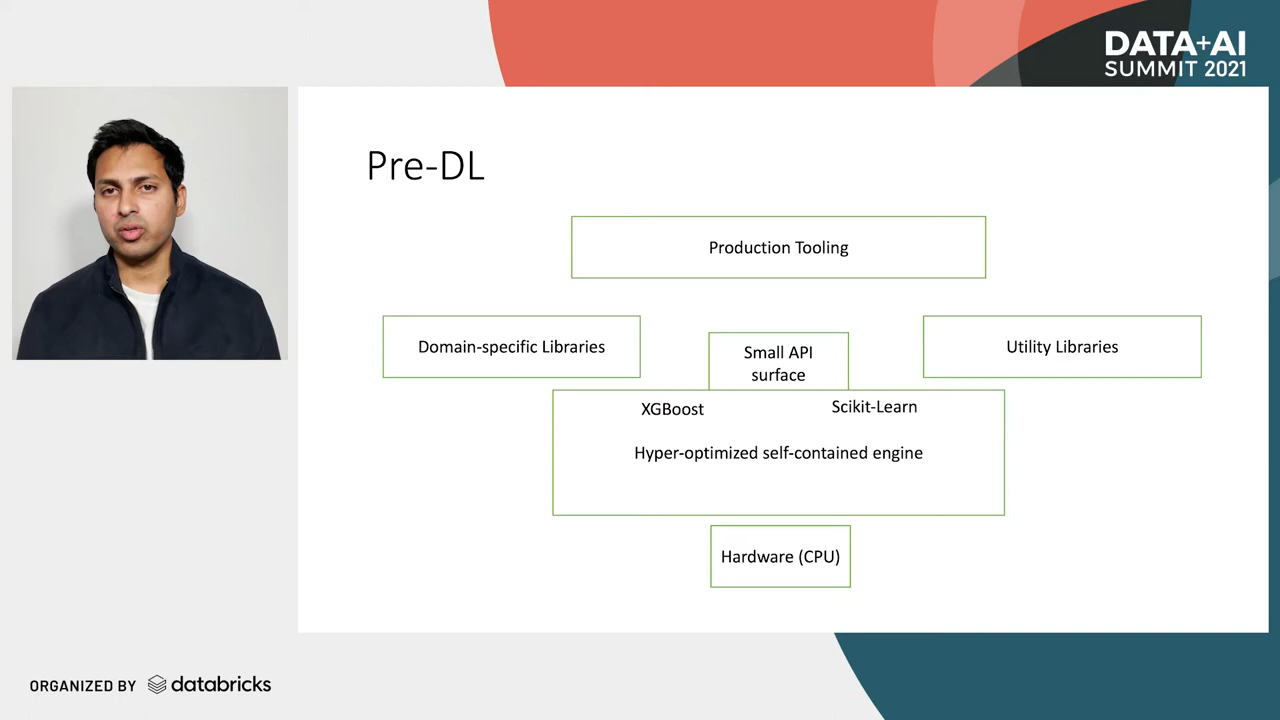 DATA+AI
SUMMIT 2021
Pre-DL
Production Tooling
Domain-specific Libraries
Small API
surface
Utility Libraries
XGBoost
Scikit-Learn
Hyper-optimized self-contained engine
Hardware (CPU)
ORGANIZED BY databricks